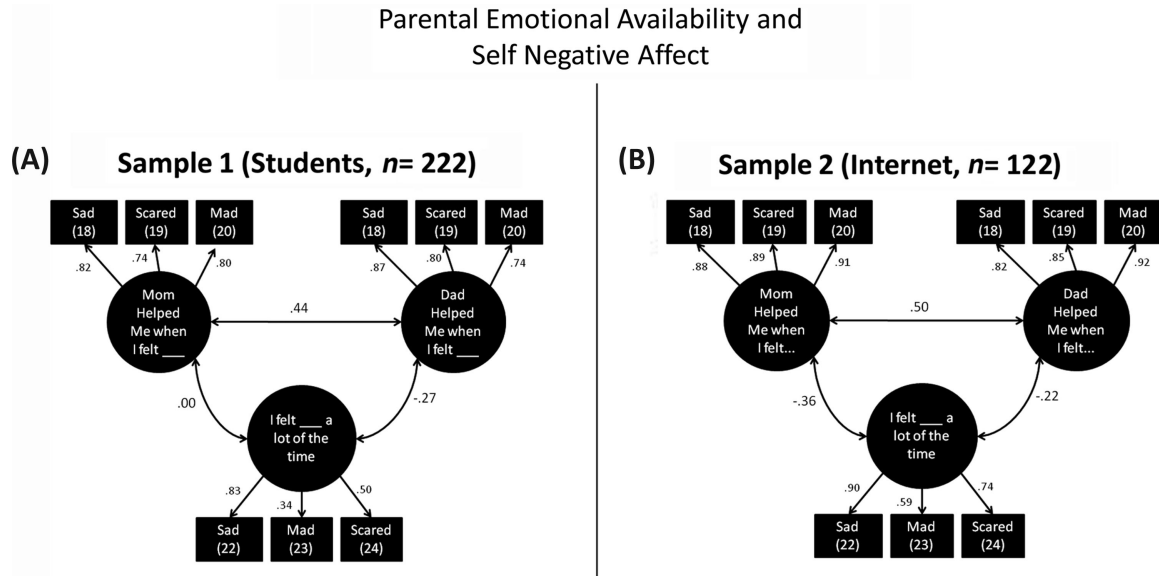 Parental Emotional Availability and
Self Negative Affect
(A)
Sample 1 (Students, n= 222)
Sad
(18)
Scared
(19)
Mad
(20)
Sad
(18)
Scared
(19)
Mad
(20)
.82
.74
.80
.87
.80
.74
Mom
Helped
Me when
I felt ___
.44
Dad
Helped
Me when
I felt ___
.00
-.27
I felt ___ a
lot of the
time
.83
.34
.50
Sad
(22)
Mad
(23)
Scared
(24)
(B)
Sample 2 (Internet, n= 122)
Sad
(18)
Scared
(19)
Mad
(20)
Sad
(18)
Scared
(19)
Mad
(20)
.88
.89
.91
.82
.85
.92
Mom
Helped
Me when
I felt...
.50
Dad
Helped
Me when
I felt...
-.36
-.22
I felt ___ a
lot of the
time
.90
.59
.74
Sad
(22)
Mad
(23)
Scared
(24)